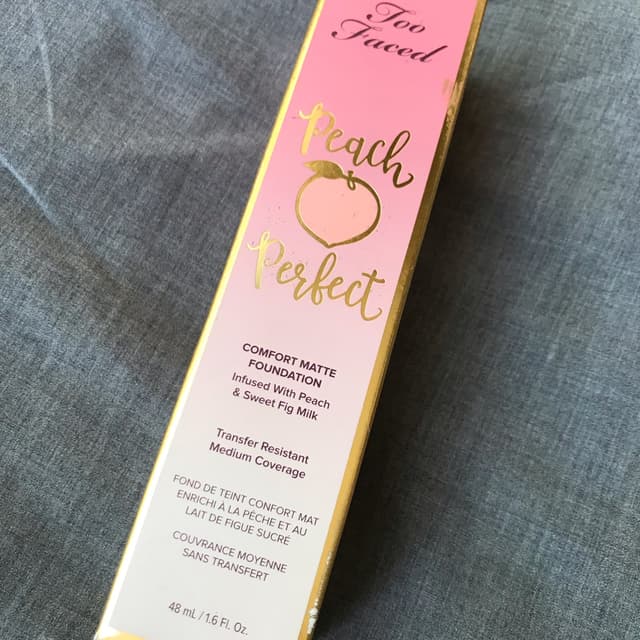 Too
Faced
Peach
Perfect
COMFORT MATTE
FOUNDATION
Infused With Peach
& Sweet Fig Milk
Transfer Resistant
Medium Coverage
FOND DE TEINT CONFORT MAT
ENRICHI À LA PÊCHE ET AU
LAIT DE FIGUE SUCRÉ
COUVRANCE MOYENNE
SANS TRANSFERT
48 mL / 1.6 Fl. Oz.